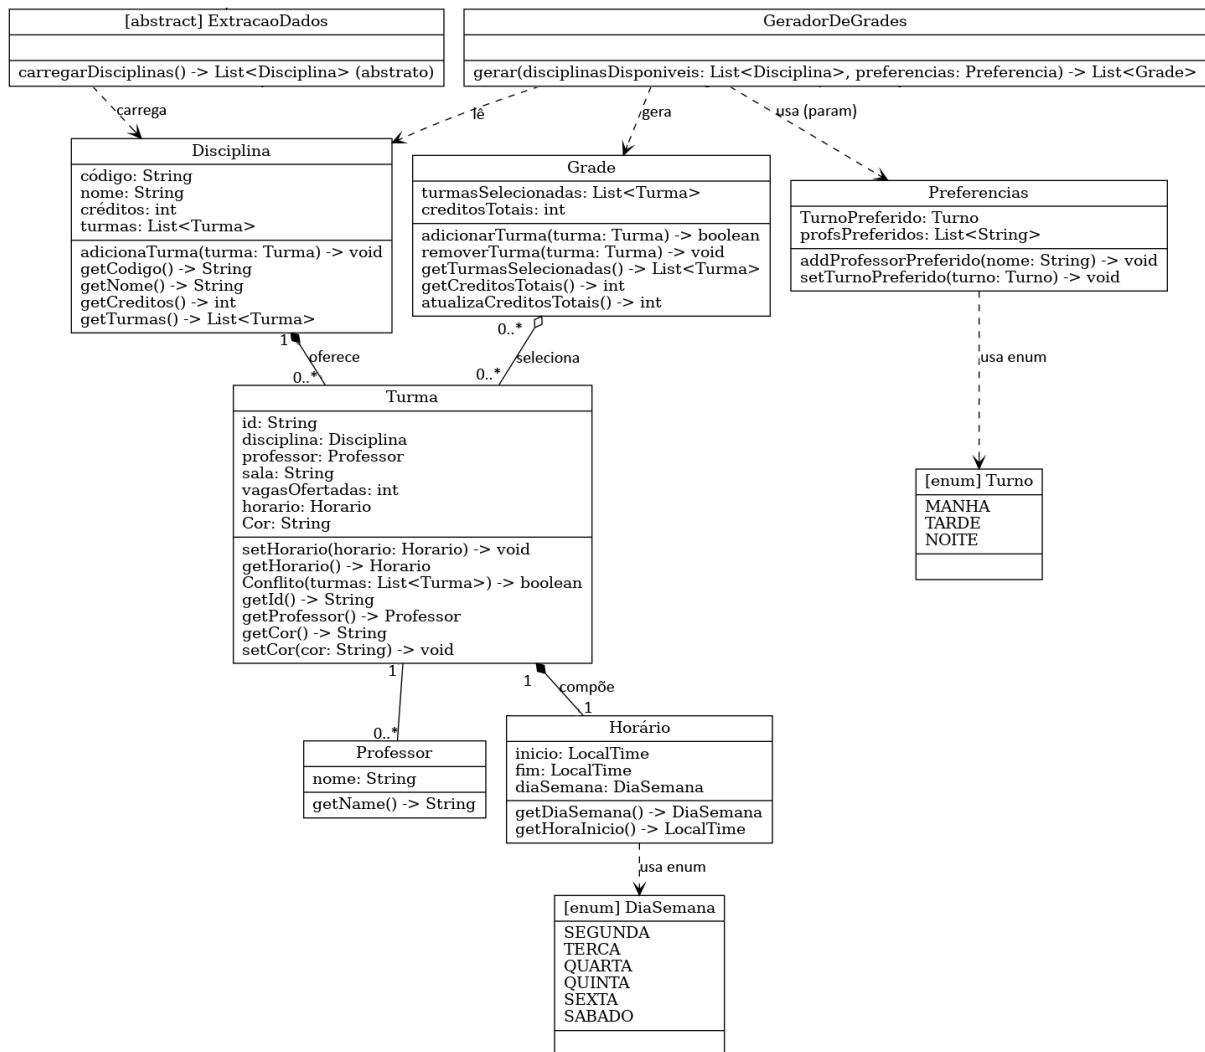 [abstract] ExtracaoDados
carregarDisciplinas() -> List<Disciplina> (abstrato)
GeradorDeGrades
gerar(disciplinasDisponiveis: List<Disciplina>, preferencias: Preferencia) -> List<Grade>
carrega
lê
gera
usa (param)
Disciplina
código: String
nome: String
créditos: int
turmas: List<Turma>
adicionaTurma(turma: Turma) -> void
getCodigo() -> String
getNome() -> String
getCreditos() -> int
getTurmas() -> List<Turma>
Grade
turmasSelecionadas: List<Turma>
creditosTotais: int
adicionarTurma(turma: Turma) -> boolean
removerTurma(turma: Turma) -> void
getTurmasSelecionadas() -> List<Turma>
getCreditosTotais() -> int
atualizaCreditosTotais() -> int
Preferencias
TurnoPreferido: Turno
profsPreferidos: List<String>
addProfessorPreferido(nome: String) -> void
setTurnoPreferido(turno: Turno) -> void
1
oferece
0..*
0..*
seleciona
0..*
usa enum
Turma
id: String
disciplina: Disciplina
professor: Professor
sala: String
vagasOfertadas: int
horario: Horario
Cor: String
setHorario(horario: Horario) -> void
getHorario() -> Horario
Conflito(turmas: List<Turma>) -> boolean
getId() -> String
getProfessor() -> Professor
getCor() -> String
setCor(cor: String) -> void
[enum] Turno
MANHA
TARDE
NOITE
1
0..*
1
compõe
1
Professor
nome: String
getName() -> String
Horário
inicio: LocalTime
fim: LocalTime
diaSemana: DiaSemana
getDiaSemana() -> DiaSemana
getHoraInicio() -> LocalTime
usa enum
[enum] DiaSemana
SEGUNDA
TERCA
QUARTA
QUINTA
SEXTA
SABADO